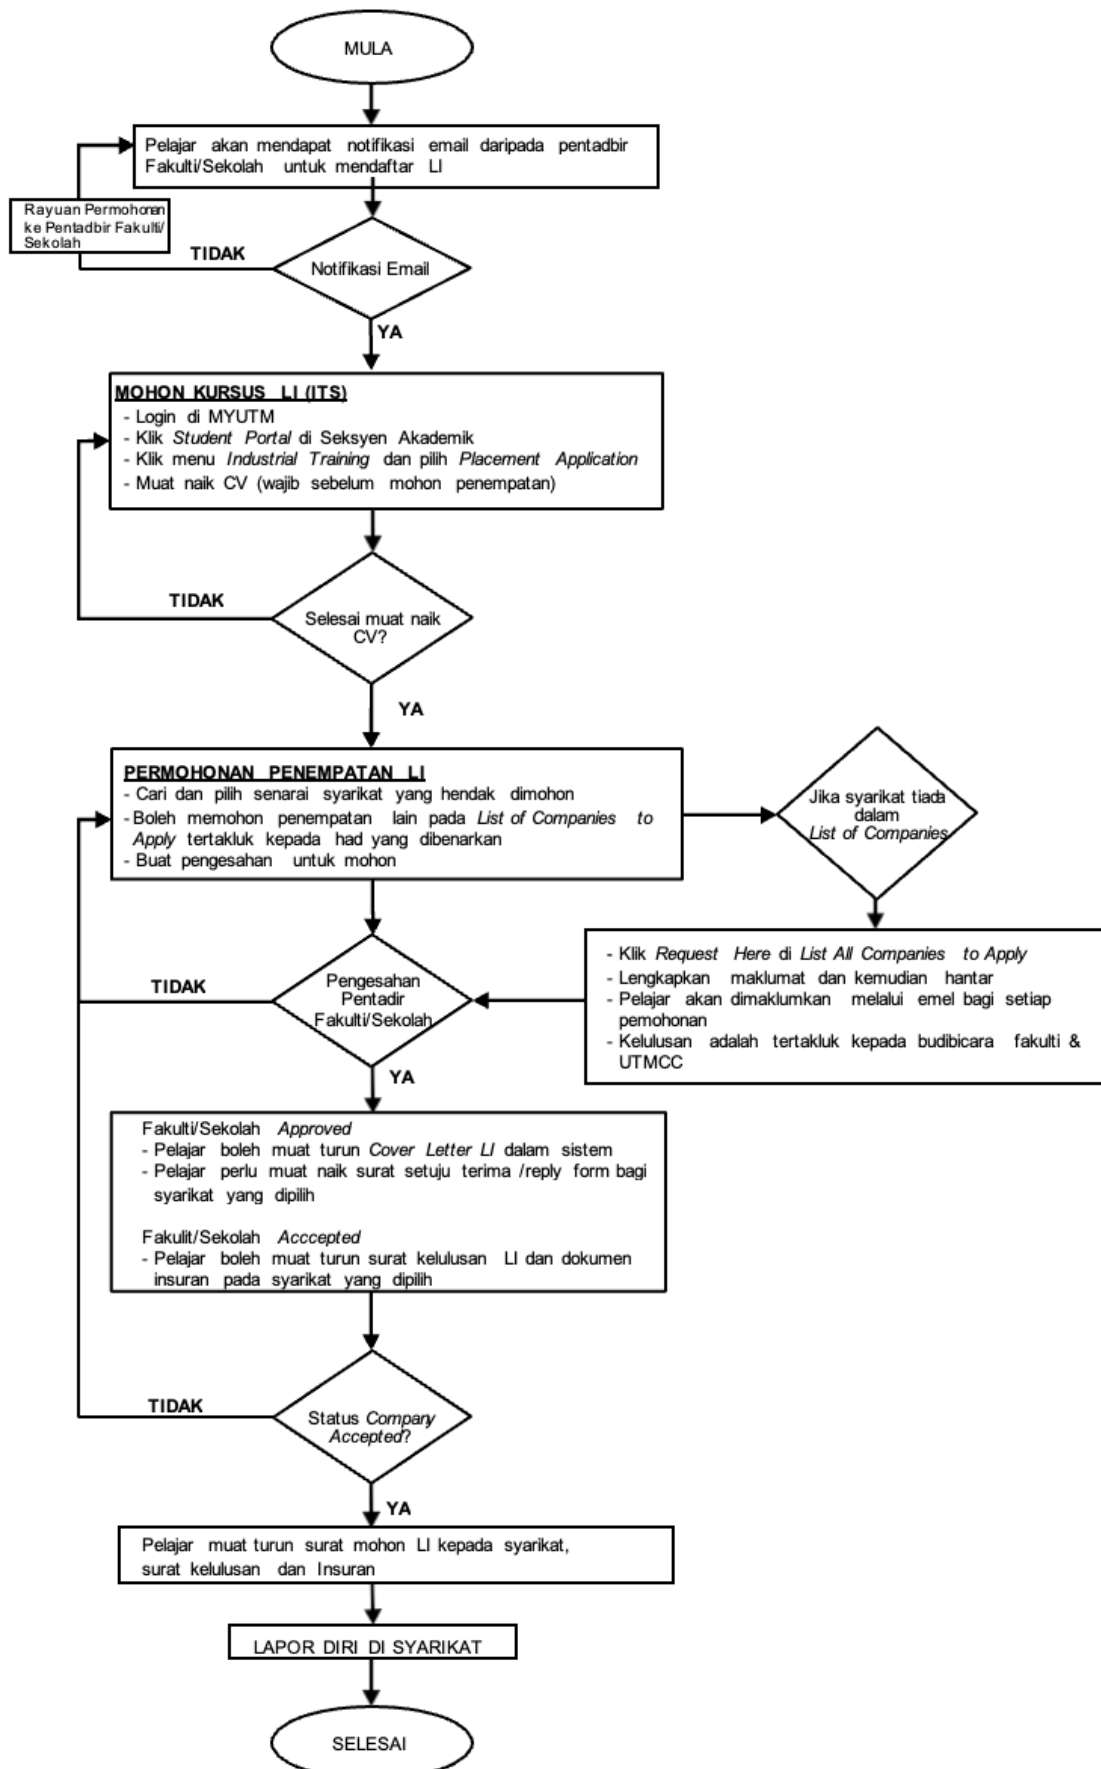 MULA
Pelajar akan mendapat notifikasi email daripada pentadbir
Fakulti/Sekolah untuk mendaftar LI
Rayuan Permohonan
ke Pentadbir Fakulti/
Sekolah
TIDAK
Notifikasi Email
YA
MOHON KURSUS LI (ITS)
- Login di MYUTM
- Klik Student Portal di Seksyen Akademik
- Klik menu Industrial Training dan pilih Placement Application
- Muat naik CV (wajib sebelum mohon penempatan)
TIDAK
Selesai muat naik
CV?
YA
PERMOHONAN PENEMPATAN LI
- Cari dan pilih senarai syarikat yang hendak dimohon
- Boleh memohon penempatan lain pada List of Companies to
Apply tertakluk kepada had yang dibenarkan
- Buat pengesahan untuk mohon
Jika syarikat tiada
dalam
List of Companies
- Klik Request Here di List All Companies to Apply
- Lengkapkan maklumat dan kemudian hantar
- Pelajar akan dimaklumkan melalui emel bagi setiap
pemohonan
- Kelulusan adalah tertakluk kepada budibicara fakulti &
UTMCC
TIDAK
Pengesahan
Pentadir
Fakulti/Sekolah
YA
Fakulti/Sekolah Approved
- Pelajar boleh muat turun Cover Letter LI dalam sistem
- Pelajar perlu muat naik surat setuju terima /reply form bagi
syarikat yang dipilih
Fakulit/Sekolah Acccepted
- Pelajar boleh muat turun surat kelulusan LI dan dokumen
insuran pada syarikat yang dipilih
TIDAK
Status Company
Accepted?
YA
Pelajar muat turun surat mohon LI kepada syarikat,
surat kelulusan dan Insuran
LAPOR DIRI DI SYARIKAT
SELESAI